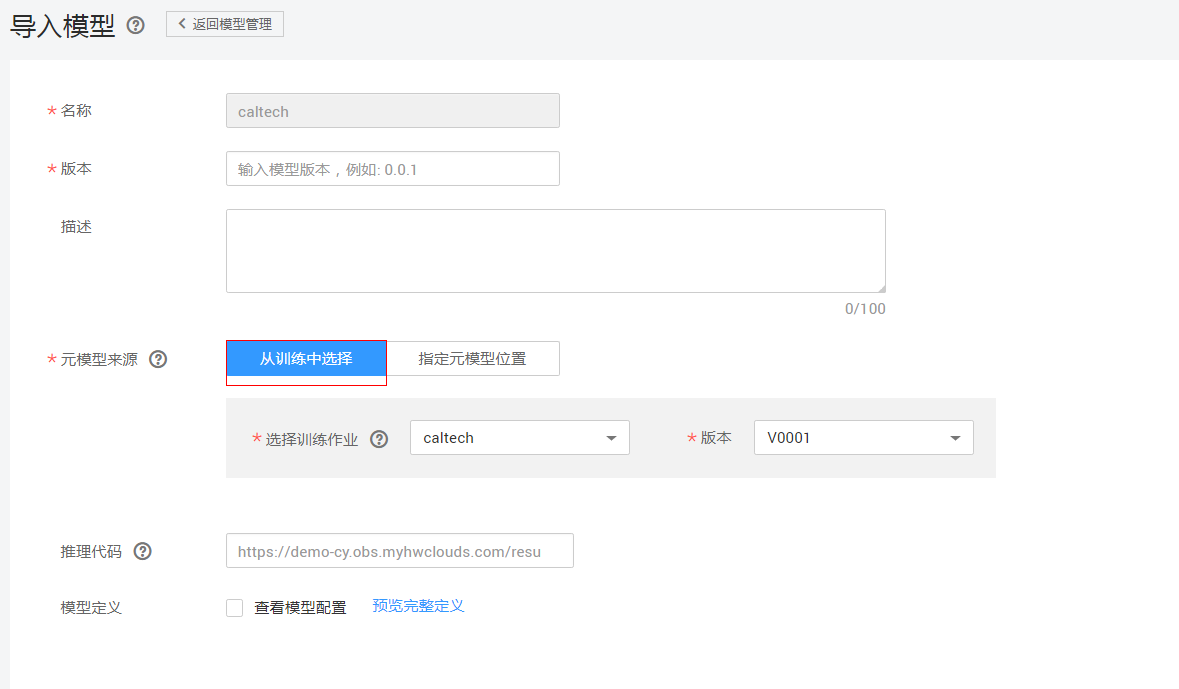 导入模型 ? < 返回模型管理
* 名称 caltech
* 版本 输入模型版本，例如: 0.0.1
描述
0/100
* 元模型来源 ? 从训练中选择 指定元模型位置
* 选择训练作业 ? caltech * 版本 V0001
推理代码 ? https://demo-cy.obs.myhwclouds.com/resu
模型定义 查看模型配置 预览完整定义